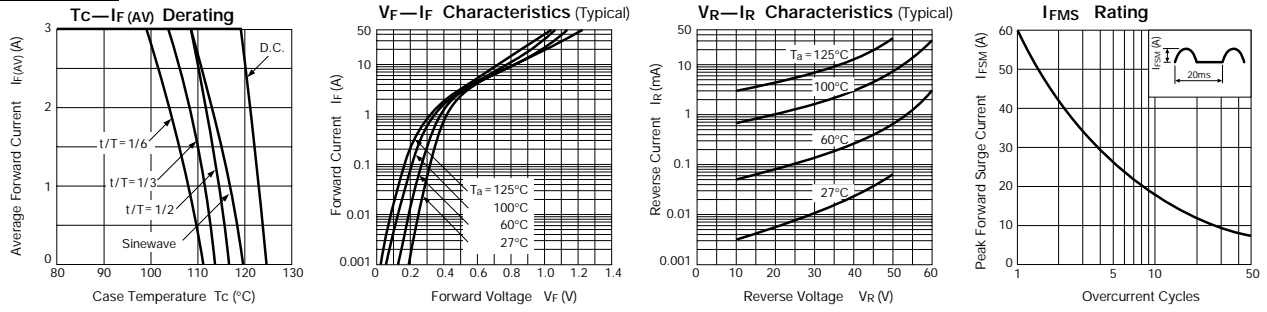 Tc—IF(AV) Derating
Average Forward Current IF(AV) (A)
3
2
1
0
80 90 100 110 120 130
Case Temperature Tc (°C)
D.C.
t/T=1/6
t/T=1/3
t/T=1/2
Sinewave
VF—IF Characteristics (Typical)
Forward Current IF (A)
50
10
1
0.1
0.01
0.001
0 0.2 0.4 0.6 0.8 1.0 1.2 1.4
Forward Voltage VF (V)
Ta=125°C
100°C
60°C
27°C
VR—IR Characteristics (Typical)
Reverse Current IR (mA)
50
10
1
0.1
0.01
0.001
0 10 20 30 40 50 60
Reverse Voltage VR (V)
Ta=125°C
100°C
60°C
27°C
IFMS Rating
Peak Forward Surge Current IFSM (A)
60
50
40
30
20
10
0
1 5 10 50
Overcurrent Cycles
IFSM (A)
20ms